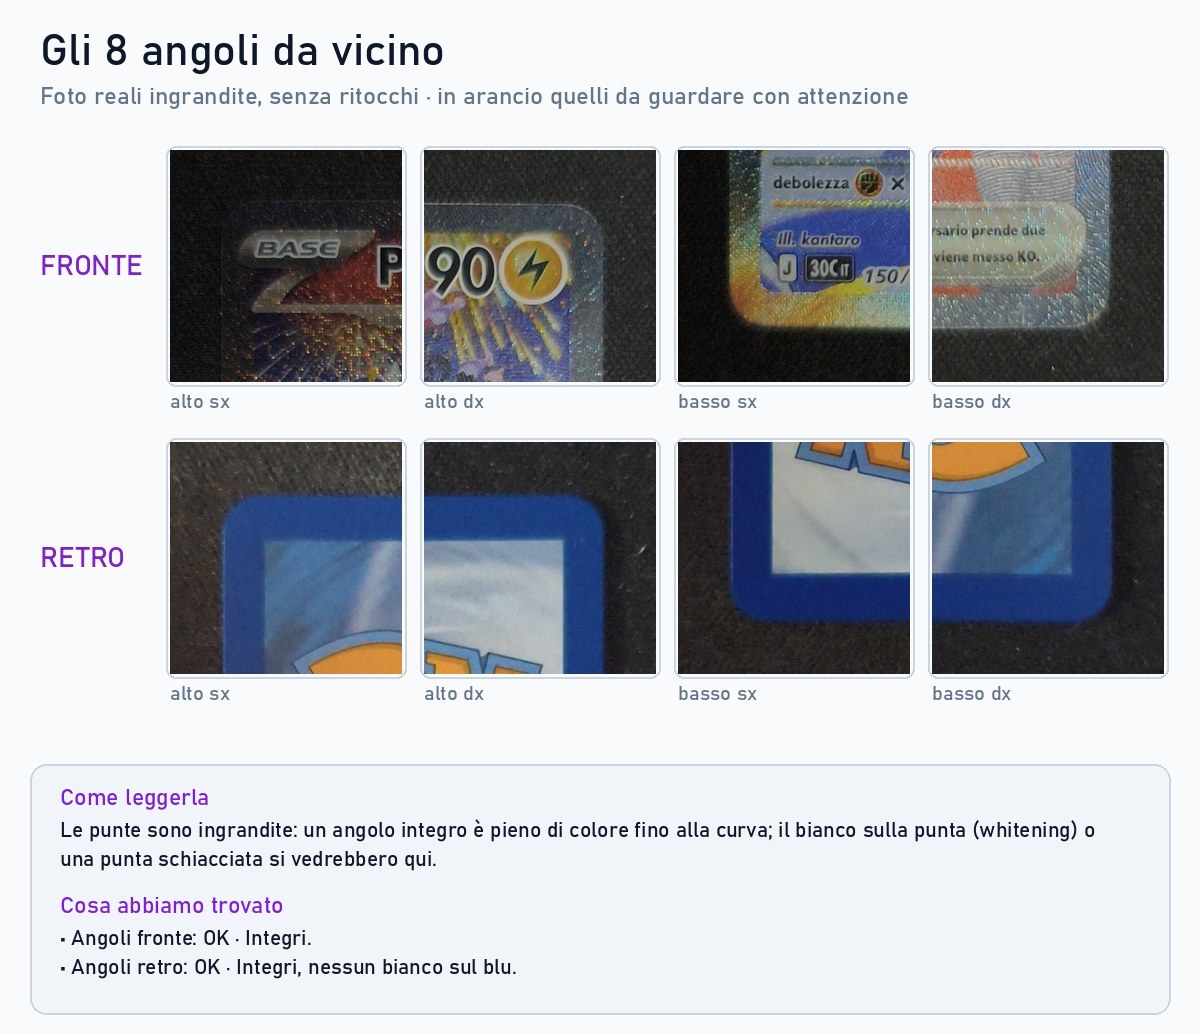 Gli 8 angoli da vicino
Foto reali ingrandite, senza ritocchi · in arancio quelli da guardare con attenzione
FRONTE
BASE
P
90
debolezza
×
ill. kantaro
J 30C IT 150/
rsario prende due
viene messo KO.
alto sx
alto dx
basso sx
basso dx
RETRO
alto sx
alto dx
basso sx
basso dx
Come leggerla
Le punte sono ingrandite: un angolo integro è pieno di colore fino alla curva; il bianco sulla punta (whitening) o
una punta schiacciata si vedrebbero qui.
Cosa abbiamo trovato
· Angoli fronte: OK · Integri.
· Angoli retro: OK · Integri, nessun bianco sul blu.